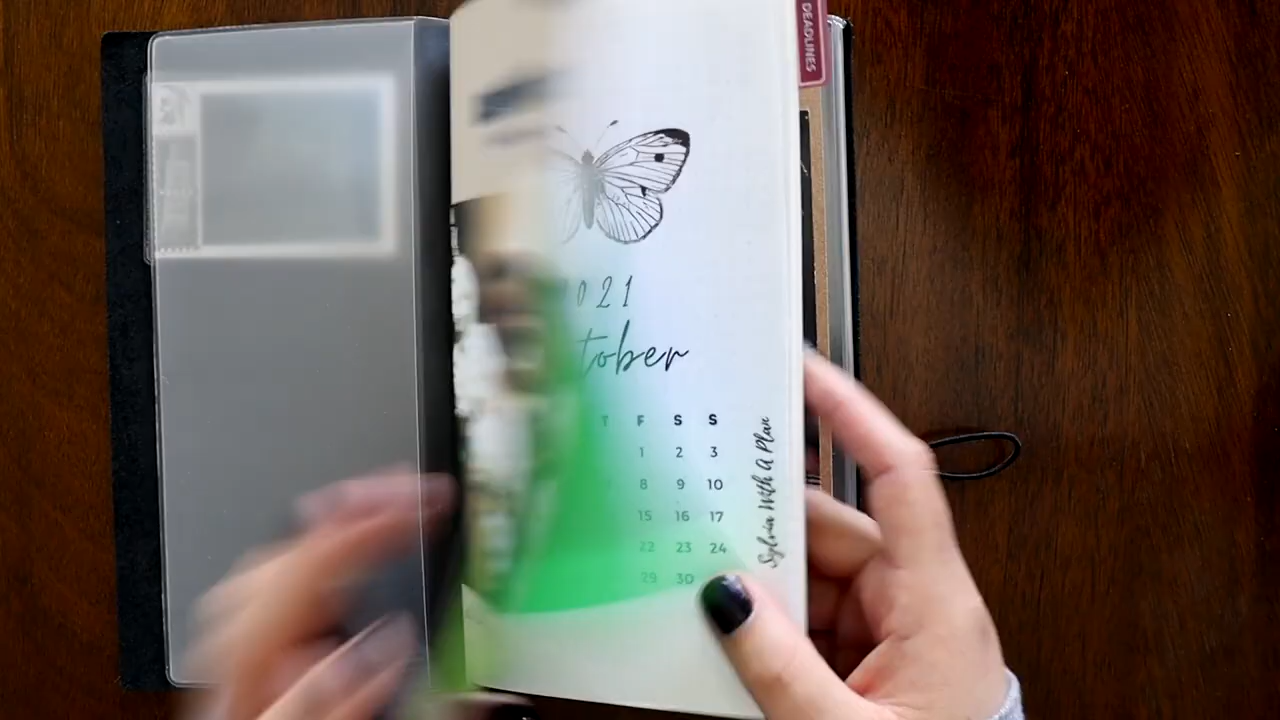 DEADLINES
021
tober
T F S S
1 2 3
8 9 10
15 16 17
22 23 24
29 30
Sylvia With A Plan